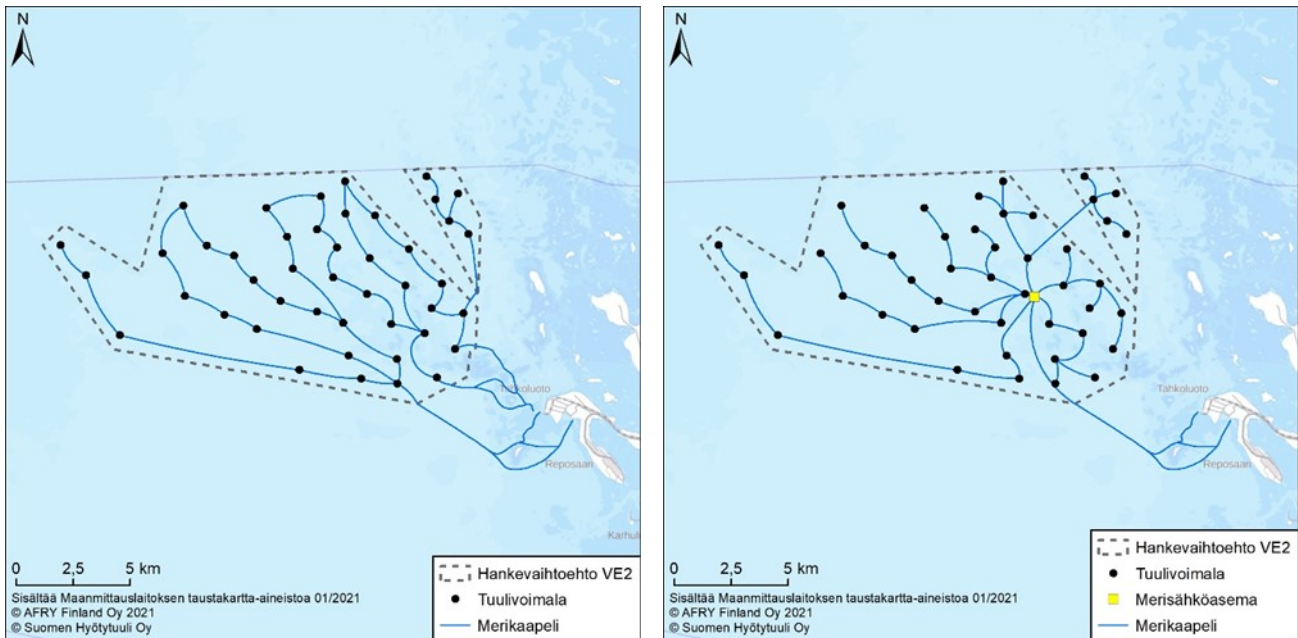 N
Tahkoluoto
Reposaari
0 2,5 5 km
Sisältää Maanmittauslaitoksen taustakartta-aineistoa 01/2021
© AFRY Finland Oy 2021
© Suomen Hyötytuuli Oy
Hankevaihtoehto VE2
Tuulivoimala
Merikaapeli
N
Tahkoluoto
Reposaari
0 2,5 5 km
Sisältää Maanmittauslaitoksen taustakartta-aineistoa 01/2021
© AFRY Finland Oy 2021
© Suomen Hyötytuuli Oy
Hankevaihtoehto VE2
Tuulivoimala
Merisähköasema
Merikaapeli